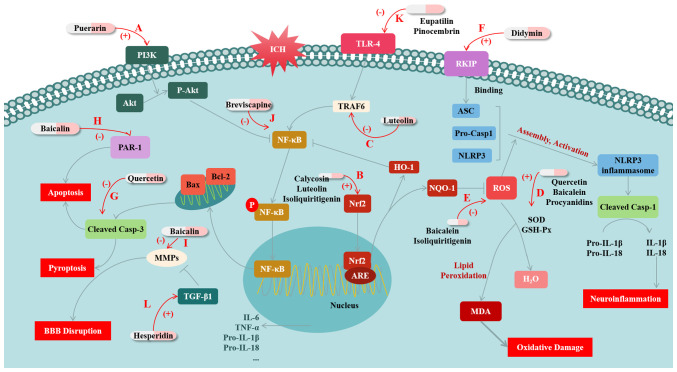 Puerarin
A
(+)
PI3K
ICH
TLR-4
(-)
K
Eupatilin
Pinocembrin
F
(+)
Didymin
RKIP
Binding
Akt
P-Akt
Breviscapine
(-)
J
TRAF6
Luteolin
(-)
C
NF-κB
ASC
Pro-Casp1
NLRP3
Assembly, Activation
NLRP3
inflammasome
Baicalin
H
(-)
PAR-1
Apoptosis
Quercetin
(-)
G
Bax
Bcl-2
Cleaved Casp-3
Calycosin
Luteolin
Isoliquiritigenin
B
(+)
Nrf2
HO-1
NQO-1
ROS
E
(-)
Baicalein
Isoliquiritigenin
(+)
D
Quercetin
Baicalein
Procyanidins
SOD
GSH-Px
Cleaved Casp-1
P
NF-κB
Baicalin
(-)
I
MMPs
Pyroptosis
NF-κB
Nrf2
ARE
Nucleus
Pro-IL-1β
Pro-IL-18
IL-1β
IL-18
Lipid
Peroxidation
H₂O
Neuroinflammation
TGF-β1
L
(+)
Hesperidin
BBB Disruption
IL-6
TNF-α
Pro-IL-1β
Pro-IL-18
...
MDA
Oxidative Damage